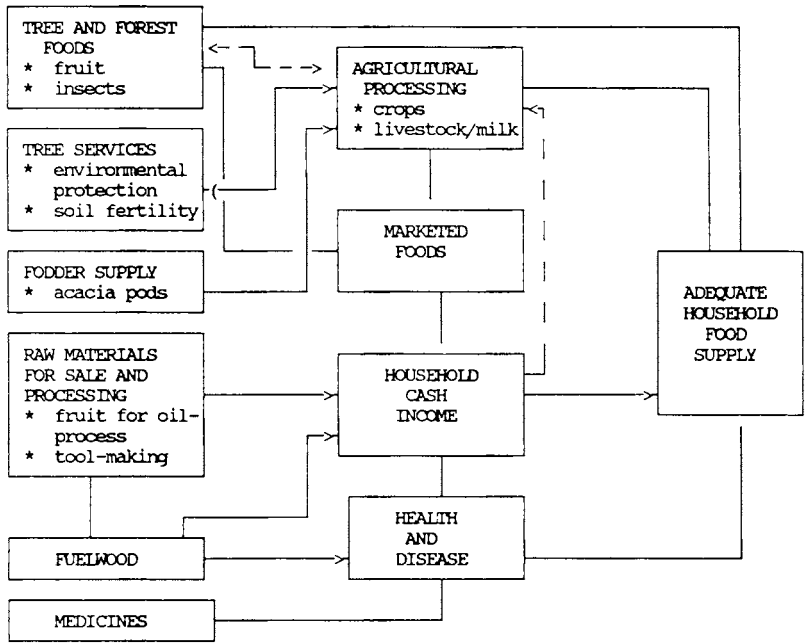 TREE AND FOREST
FOODS
* fruit
* insects
TREE SERVICES
* environmental
protection
* soil fertility
FODDER SUPPLY
* acacia pods
RAW MATERIALS
FOR SALE AND
PROCESSING
* fruit for oil-
process
* tool-making
FUELWOOD
MEDICINES
AGRICULTURAL
PROCESSING
* crops
* livestock/milk
MARKETED
FOODS
HOUSEHOLD
CASH
INCOME
HEALTH
AND
DISEASE
ADEQUATE
HOUSEHOLD
FOOD
SUPPLY